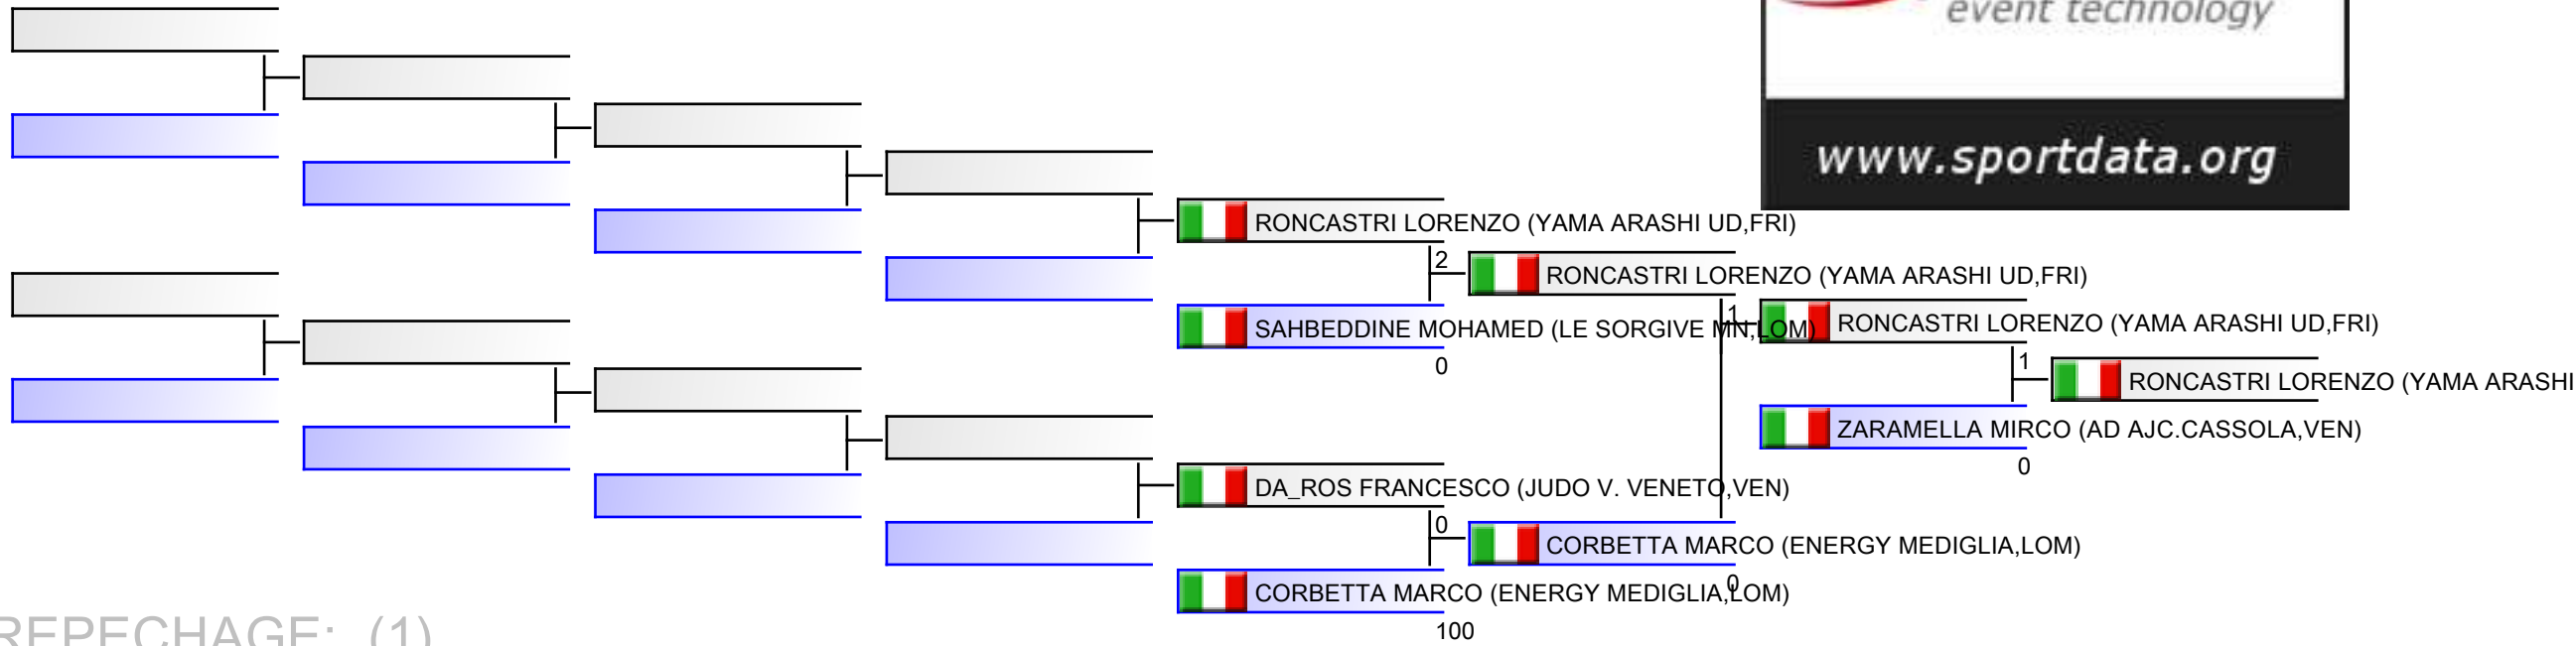 event technology
www.sportdata.org
RONCASTRI LORENZO (YAMA ARASHI UD,FRI)
2
RONCASTRI LORENZO (YAMA ARASHI UD,FRI)
SAHBEDDINE MOHAMED (LE SORGIVE MN,LOM)
0
1
RONCASTRI LORENZO (YAMA ARASHI UD,FRI)
1
RONCASTRI LORENZO (YAMA ARASHI
ZARAMELLA MIRCO (AD AJC.CASSOLA,VEN)
0
DA_ROS FRANCESCO (JUDO V. VENETO,VEN)
0
CORBETTA MARCO (ENERGY MEDIGLIA,LOM)
0
CORBETTA MARCO (ENERGY MEDIGLIA,LOM)
100
REPECHAGE: (1)